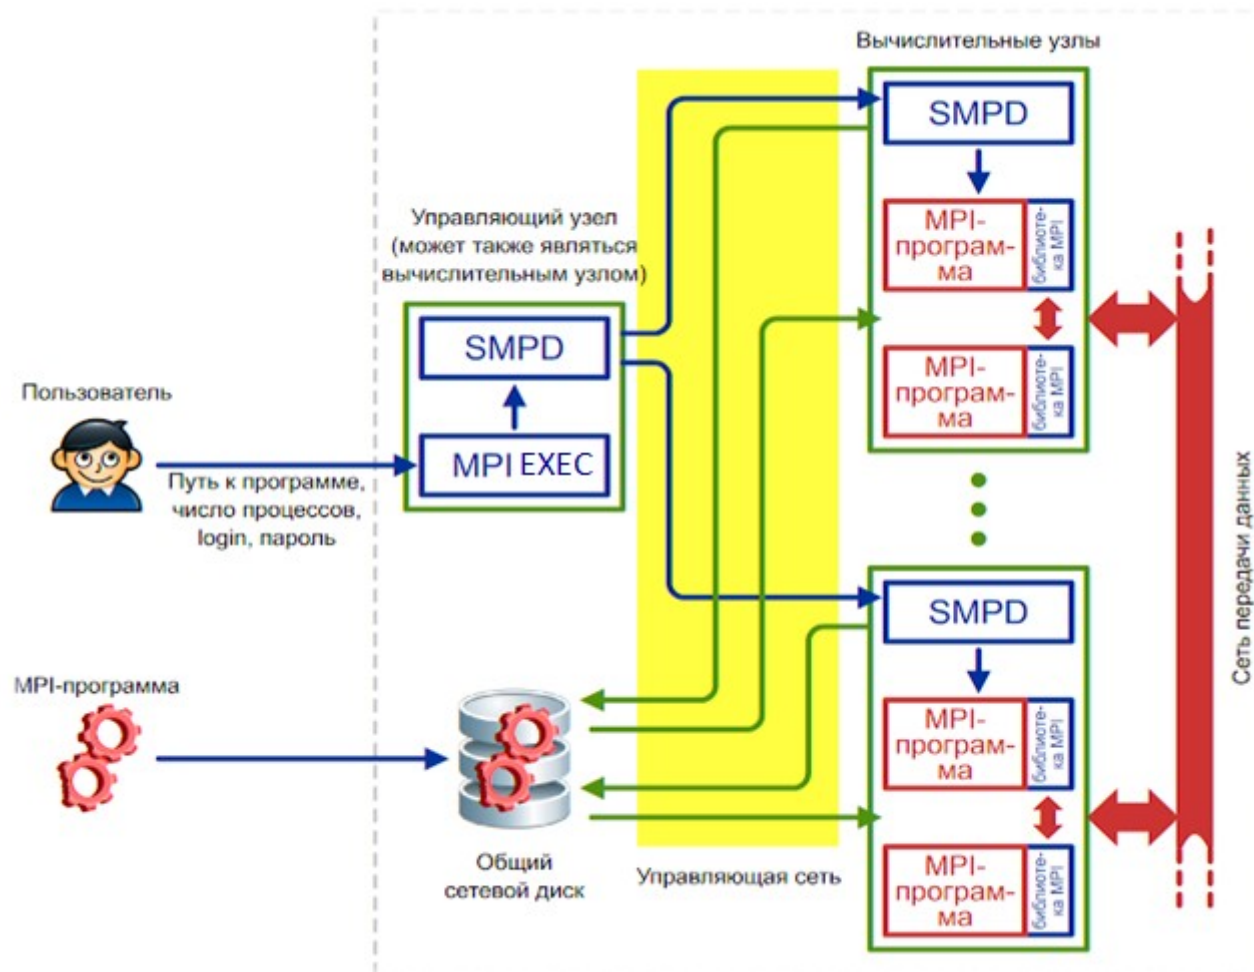 Вычислительные узлы
SMPD
MPI-
програм-
ма
библиоте-
ка MPI
MPI-
програм-
ма
библиоте-
ка MPI
Управляющий узел
(может также являться
вычислительным узлом)
SMPD
MPI EXEC
Пользователь
Путь к программе,
число процессов,
login, пароль
SMPD
MPI-
програм-
ма
библиоте-
ка MPI
MPI-
програм-
ма
библиоте-
ка MPI
MPI-программа
Общий
сетевой диск
Управляющая сеть
Сеть передачи данных